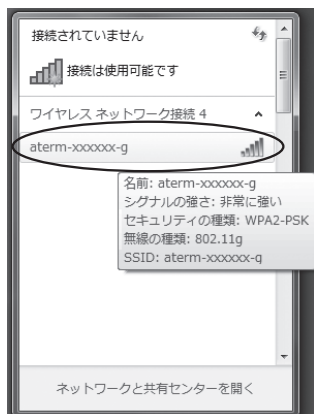 接続されていません
接続は使用可能です
ワイヤレス ネットワーク接続 4
aterm-xxxxxx-g
名前: aterm-xxxxxx-g
シグナルの強さ: 非常に強い
セキュリティの種類: WPA2-PSK
無線の種類: 802.11g
SSID: aterm-xxxxxx-g
ネットワークと共有センターを開く